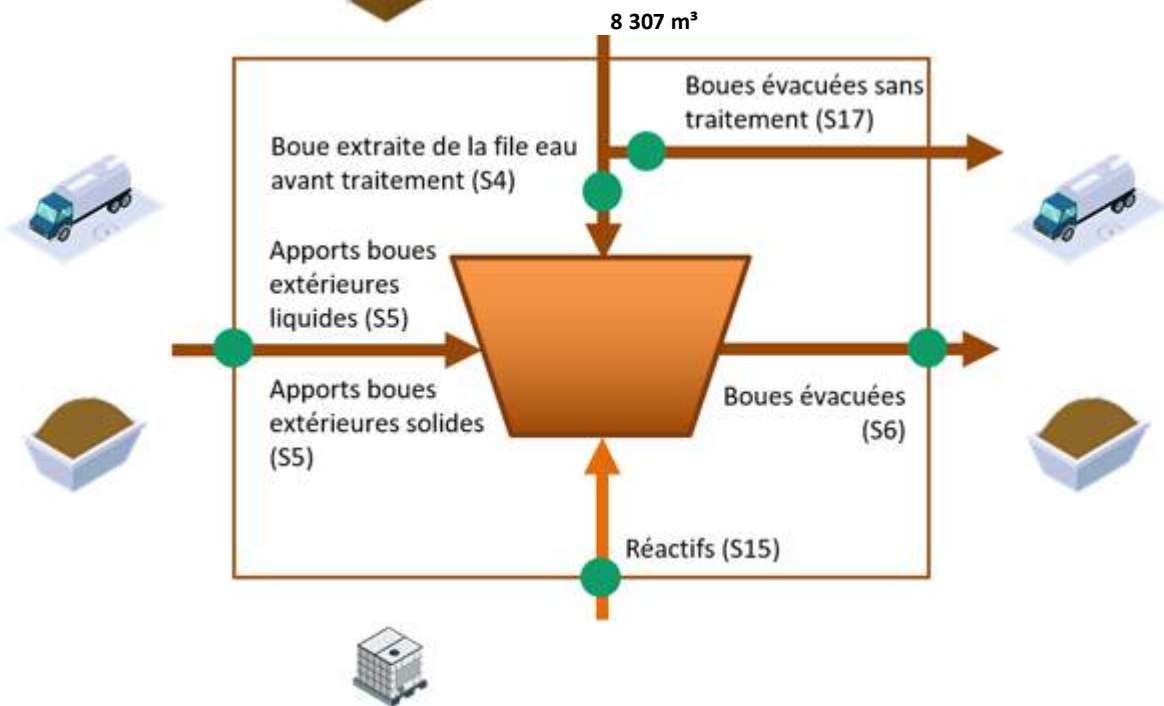 8 307 m³
Boues évacuées sans
traitement (S17)
Boue extraite de la file eau
avant traitement (S4)
Apports boues
extérieures
liquides (S5)
Apports boues
extérieures solides
(S5)
Boues évacuées
(S6)
Réactifs (S15)